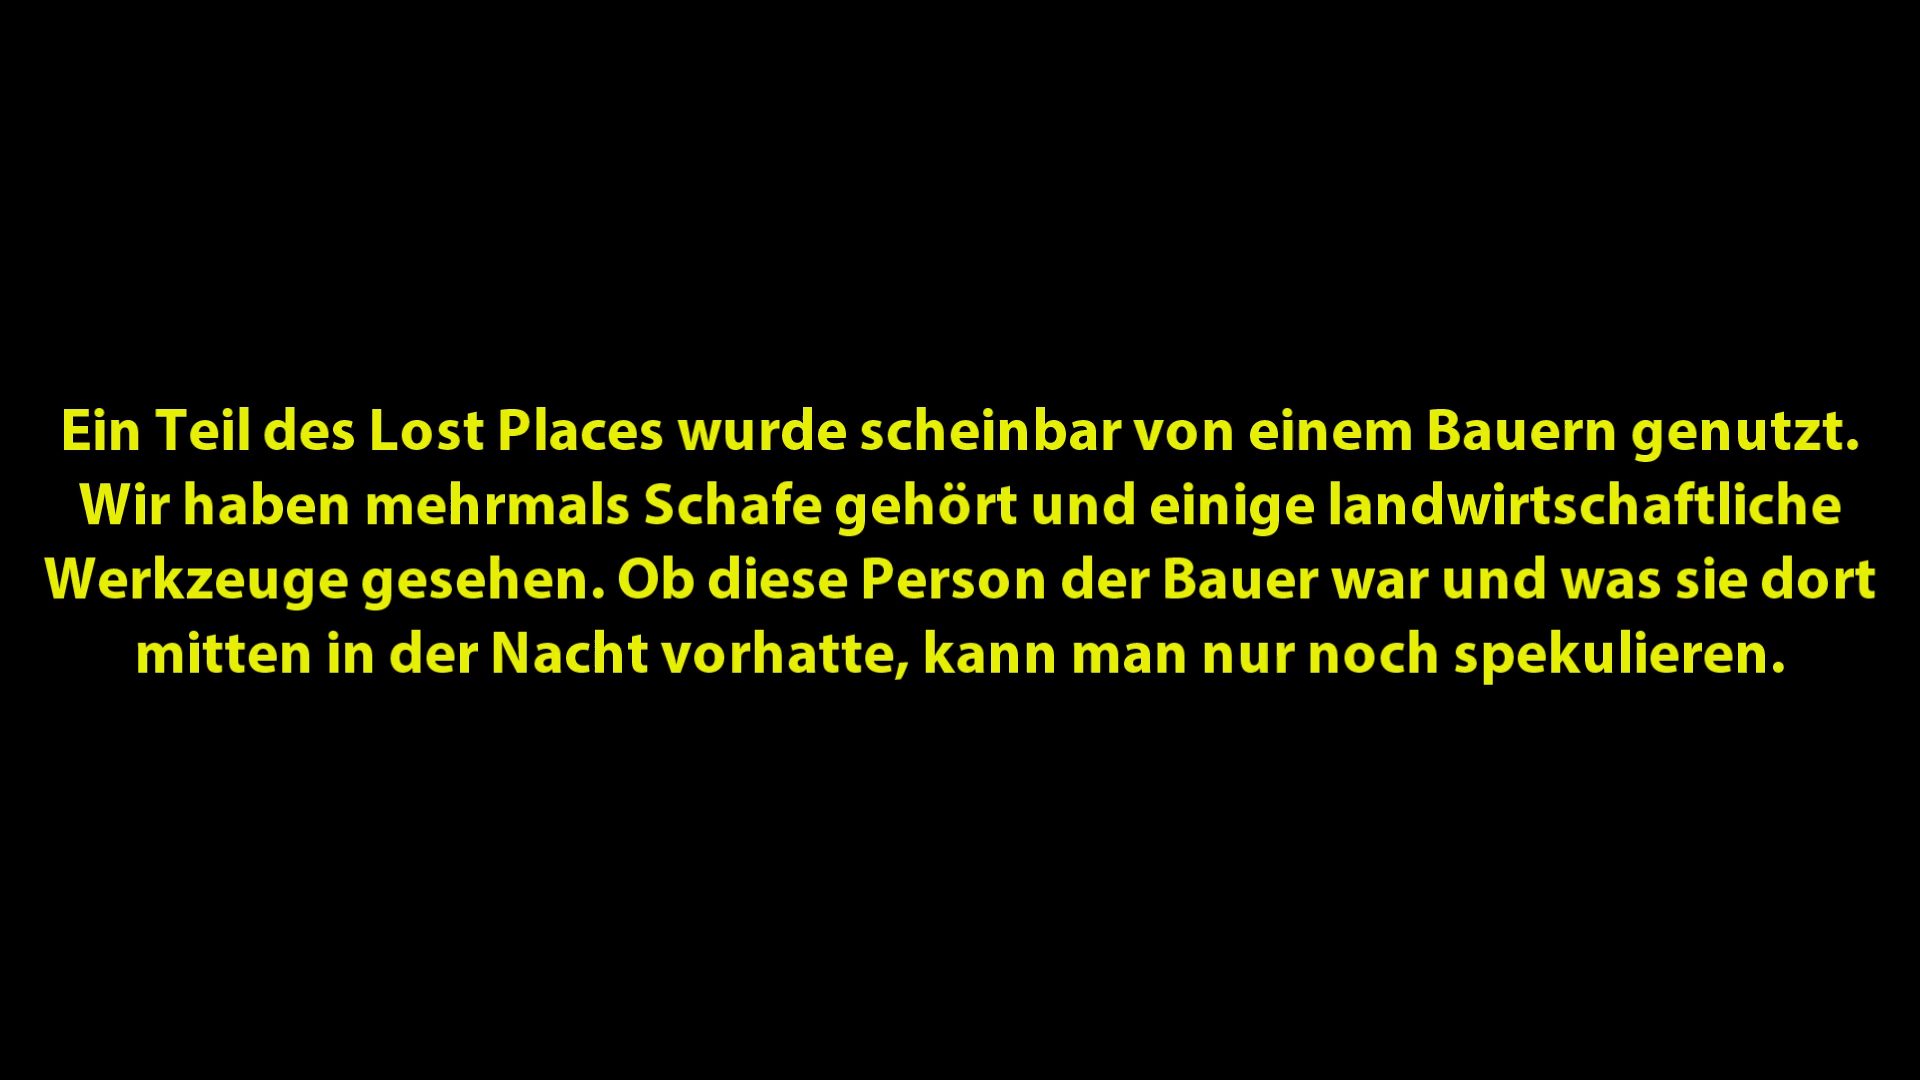 Ein Teil des Lost Places wurde scheinbar von einem Bauern genutzt.
Wir haben mehrmals Schafe gehört und einige landwirtschaftliche
Werkzeuge gesehen. Ob diese Person der Bauer war und was sie dort
mitten in der Nacht vorhatte, kann man nur noch spekulieren.